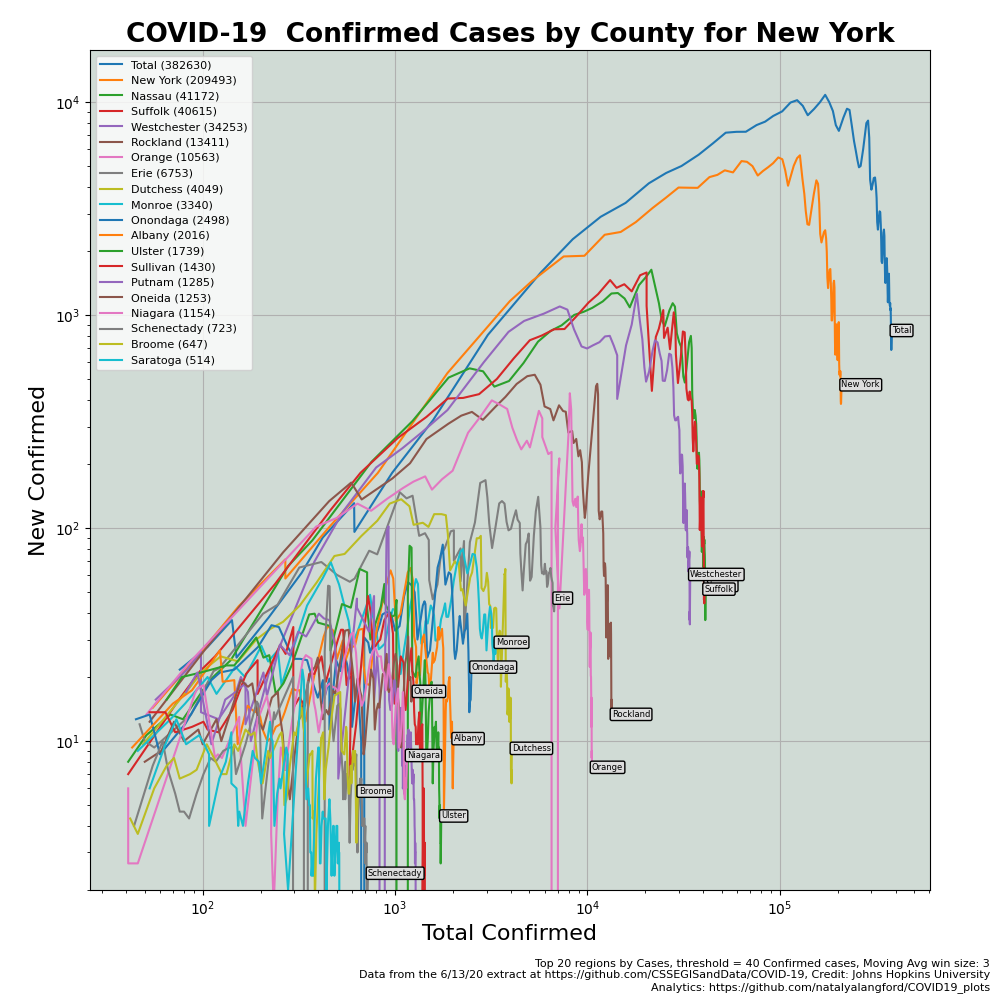 COVID-19  Confirmed Cases by County for New York
Total (382630)
New York (209493)
Nassau (41172)
Suffolk (40615)
Westchester (34253)
Rockland (13411)
Orange (10563)
Erie (6753)
Dutchess (4049)
Monroe (3340)
Onondaga (2498)
Albany (2016)
Ulster (1739)
Sullivan (1430)
Putnam (1285)
Oneida (1253)
Niagara (1154)
Schenectady (723)
Broome (647)
Saratoga (514)
10⁴
10³
10²
10¹
New Confirmed
Total
New York
Westchester
Suffolk
Erie
Monroe
Onondaga
Oneida
Rockland
Albany
Dutchess
Niagara
Orange
Broome
Ulster
Schenectady
10² 10³ 10⁴ 10⁵
Total Confirmed
Top 20 regions by Cases, threshold = 40 Confirmed cases, Moving Avg win size: 3
Data from the 6/13/20 extract at https://github.com/CSSEGISandData/COVID-19, Credit: Johns Hopkins University
Analytics: https://github.com/natalyalangford/COVID19_plots